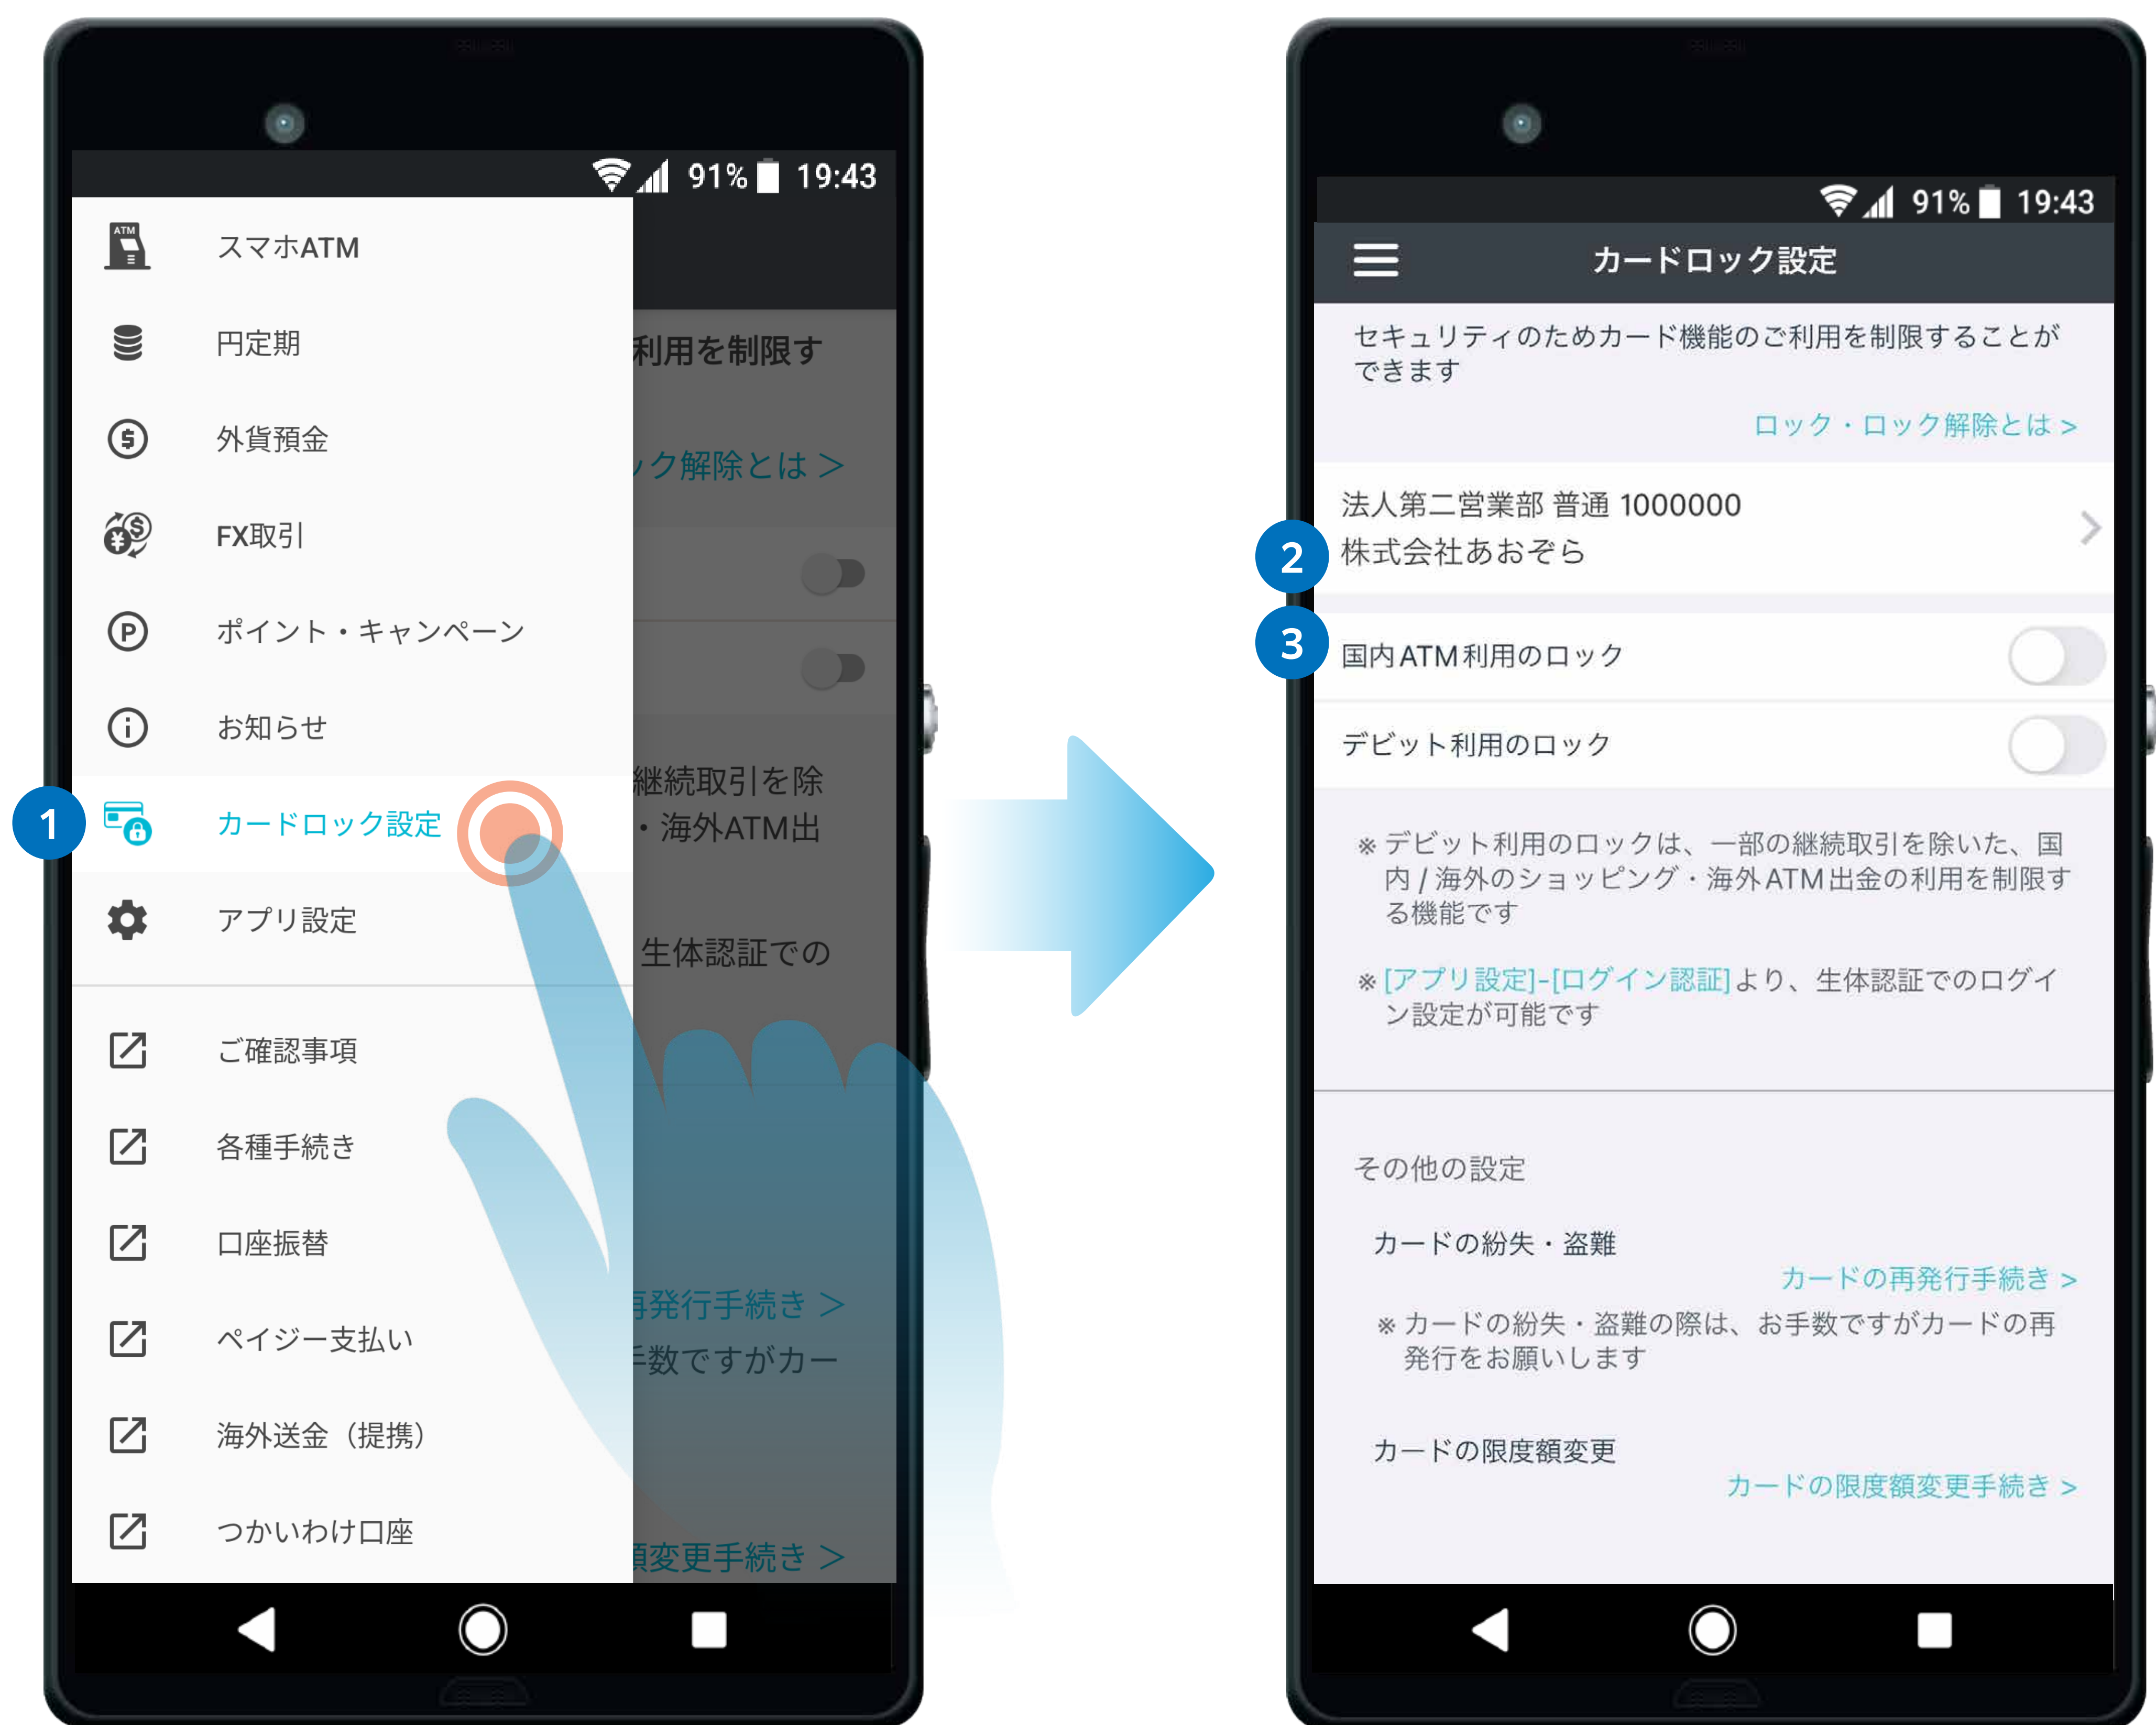 91% 19:43
ATM スマホATM
円定期
外貨預金
FX取引
P ポイント・キャンペーン
お知らせ
1 カードロック設定
アプリ設定
ご確認事項
各種手続き
口座振替
ペイジー支払い
海外送金（提携）
つかいわけ口座
利用を制限す
ック解除とは ＞
継続取引を除
・海外ATM出
生体認証での
再発行手続き ＞
手数ですがカー
額変更手続き ＞
91% 19:43
カードロック設定
セキュリティのためカード機能のご利用を制限することが
できます
ロック・ロック解除とは >
法人第二営業部 普通 1000000
2 株式会社あおぞら
3 国内ATM利用のロック
デビット利用のロック
※ デビット利用のロックは、一部の継続取引を除いた、国
内 / 海外のショッピング・海外ATM出金の利用を制限す
る機能です
※ [アプリ設定]-[ログイン認証]より、生体認証でのログイ
ン設定が可能です
その他の設定
カードの紛失・盗難
カードの再発行手続き >
※ カードの紛失・盗難の際は、お手数ですがカードの再
発行をお願いします
カードの限度額変更
カードの限度額変更手続き >